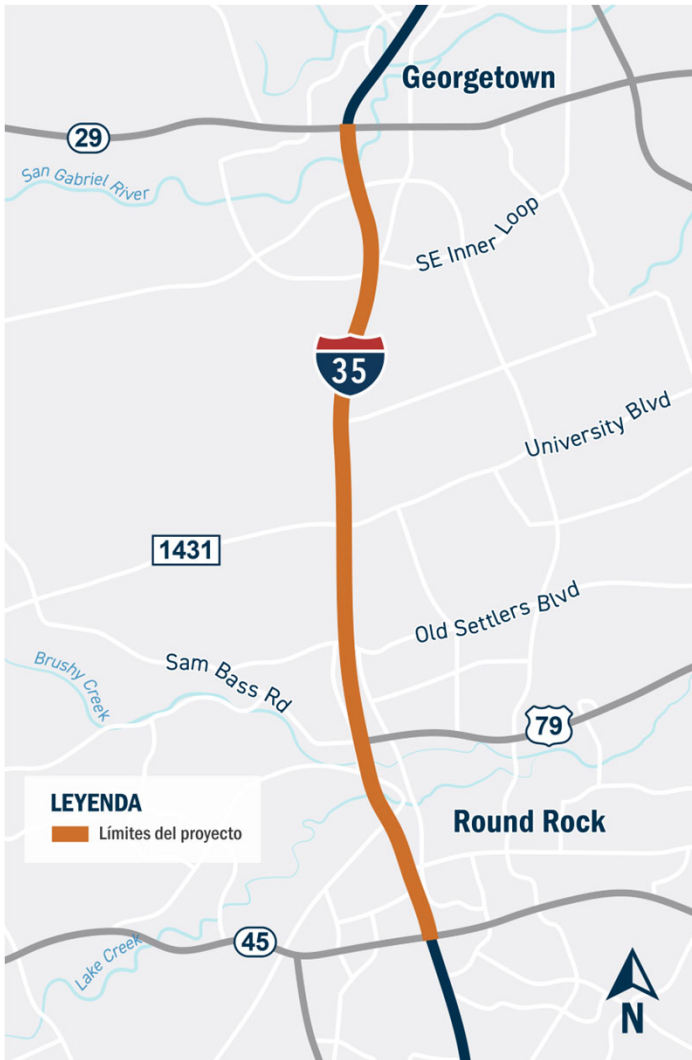 Georgetown
29
San Gabriel River
SE Inner Loop
35
University Blvd
1431
Old Settlers Blvd
Sam Bass Rd
Brushy Creek
79
LEYENDA
Límites del proyecto
Round Rock
45
Lake Creek
N